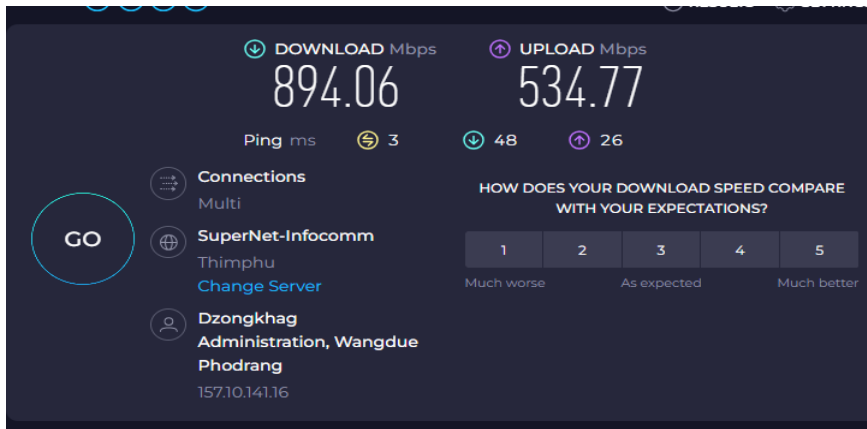 DOWNLOAD Mbps
894.06
UPLOAD Mbps
534.77
Ping ms 3 48 26
Connections
Multi
SuperNet-Infocomm
Thimphu
Change Server
Dzongkhag
Administration, Wangdue
Phodrang
157.10.141.16
GO
HOW DOES YOUR DOWNLOAD SPEED COMPARE
WITH YOUR EXPECTATIONS?
1 2 3 4 5
Much worse As expected Much better